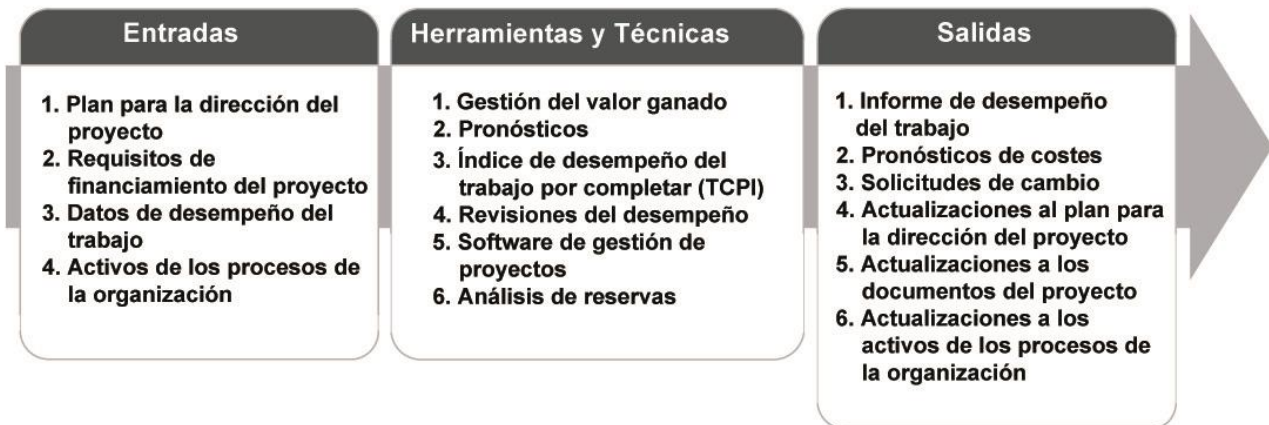 Entradas
1. Plan para la dirección del
proyecto
2. Requisitos de
financiamiento del proyecto
3. Datos de desempeño del
trabajo
4. Activos de los procesos de
la organización
Herramientas y Técnicas
1. Gestión del valor ganado
2. Pronósticos
3. Índice de desempeño del
trabajo por completar (TCPI)
4. Revisiones del desempeño
5. Software de gestión de
proyectos
6. Análisis de reservas
Salidas
1. Informe de desempeño
del trabajo
2. Pronósticos de costes
3. Solicitudes de cambio
4. Actualizaciones al plan para
la dirección del proyecto
5. Actualizaciones a los
documentos del proyecto
6. Actualizaciones a los
activos de los procesos de
la organización